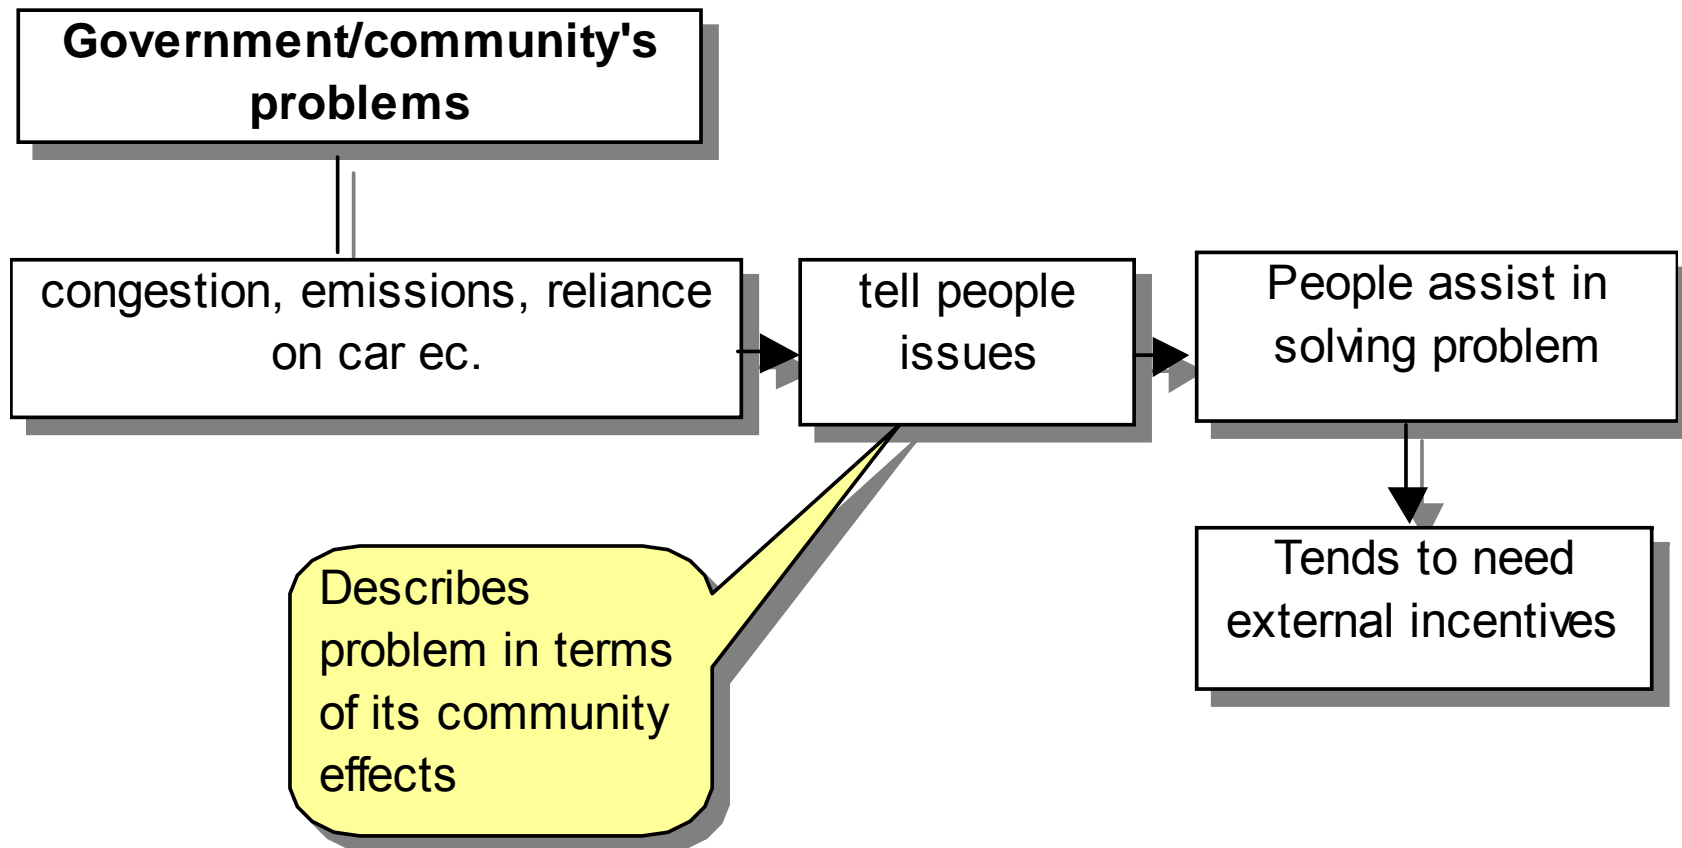 Government/community's
problems
congestion, emissions, reliance
on car ec.
tell people
issues
People assist in
solving problem
Tends to need
external incentives
Describes
problem in terms
of its community
effects